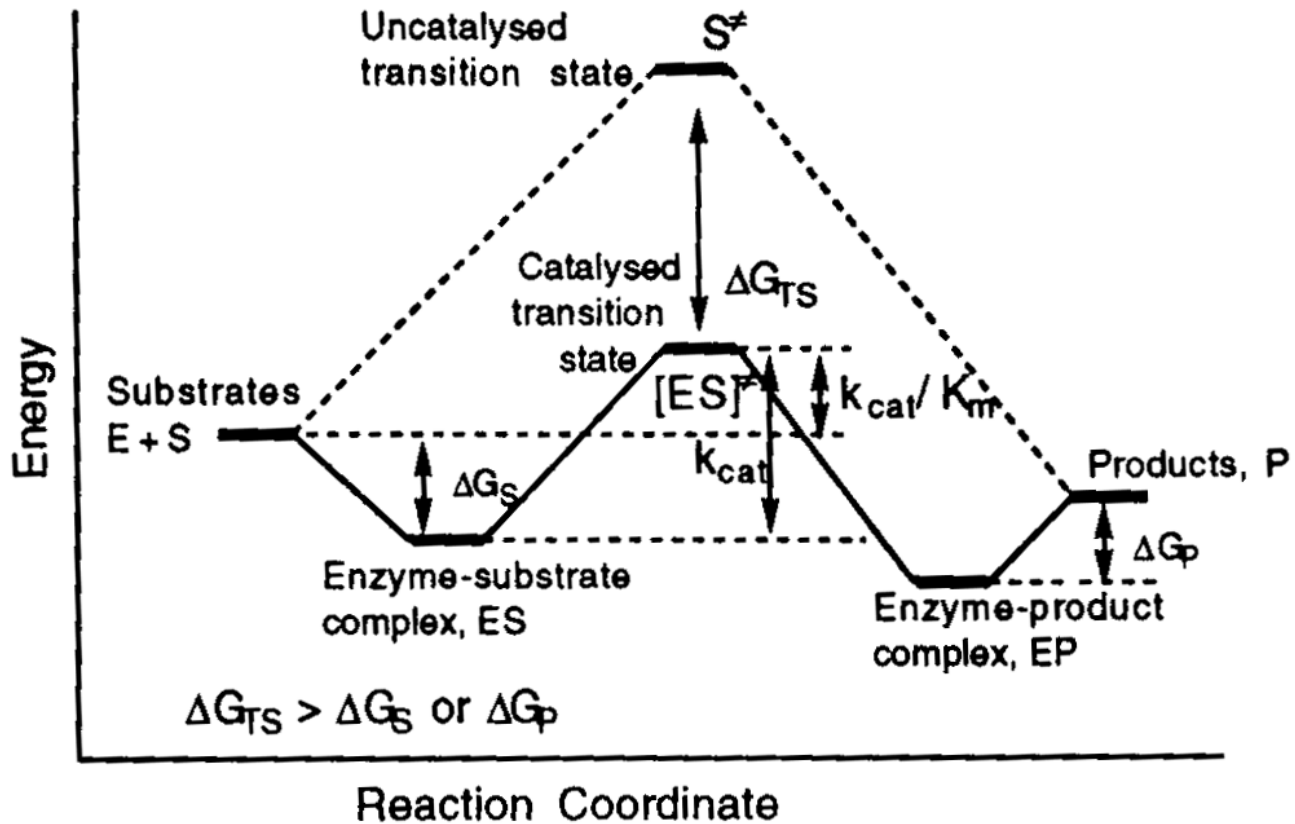 Uncatalysed
transition state
S≠
Catalysed
transition
state
ΔG_TS
[ES]≠
k_cat / K_m
Energy
Substrates
E + S
ΔG_S
k_cat
Products, P
ΔG_P
Enzyme-substrate
complex, ES
Enzyme-product
complex, EP
ΔG_TS > ΔG_S or ΔG_P
Reaction Coordinate